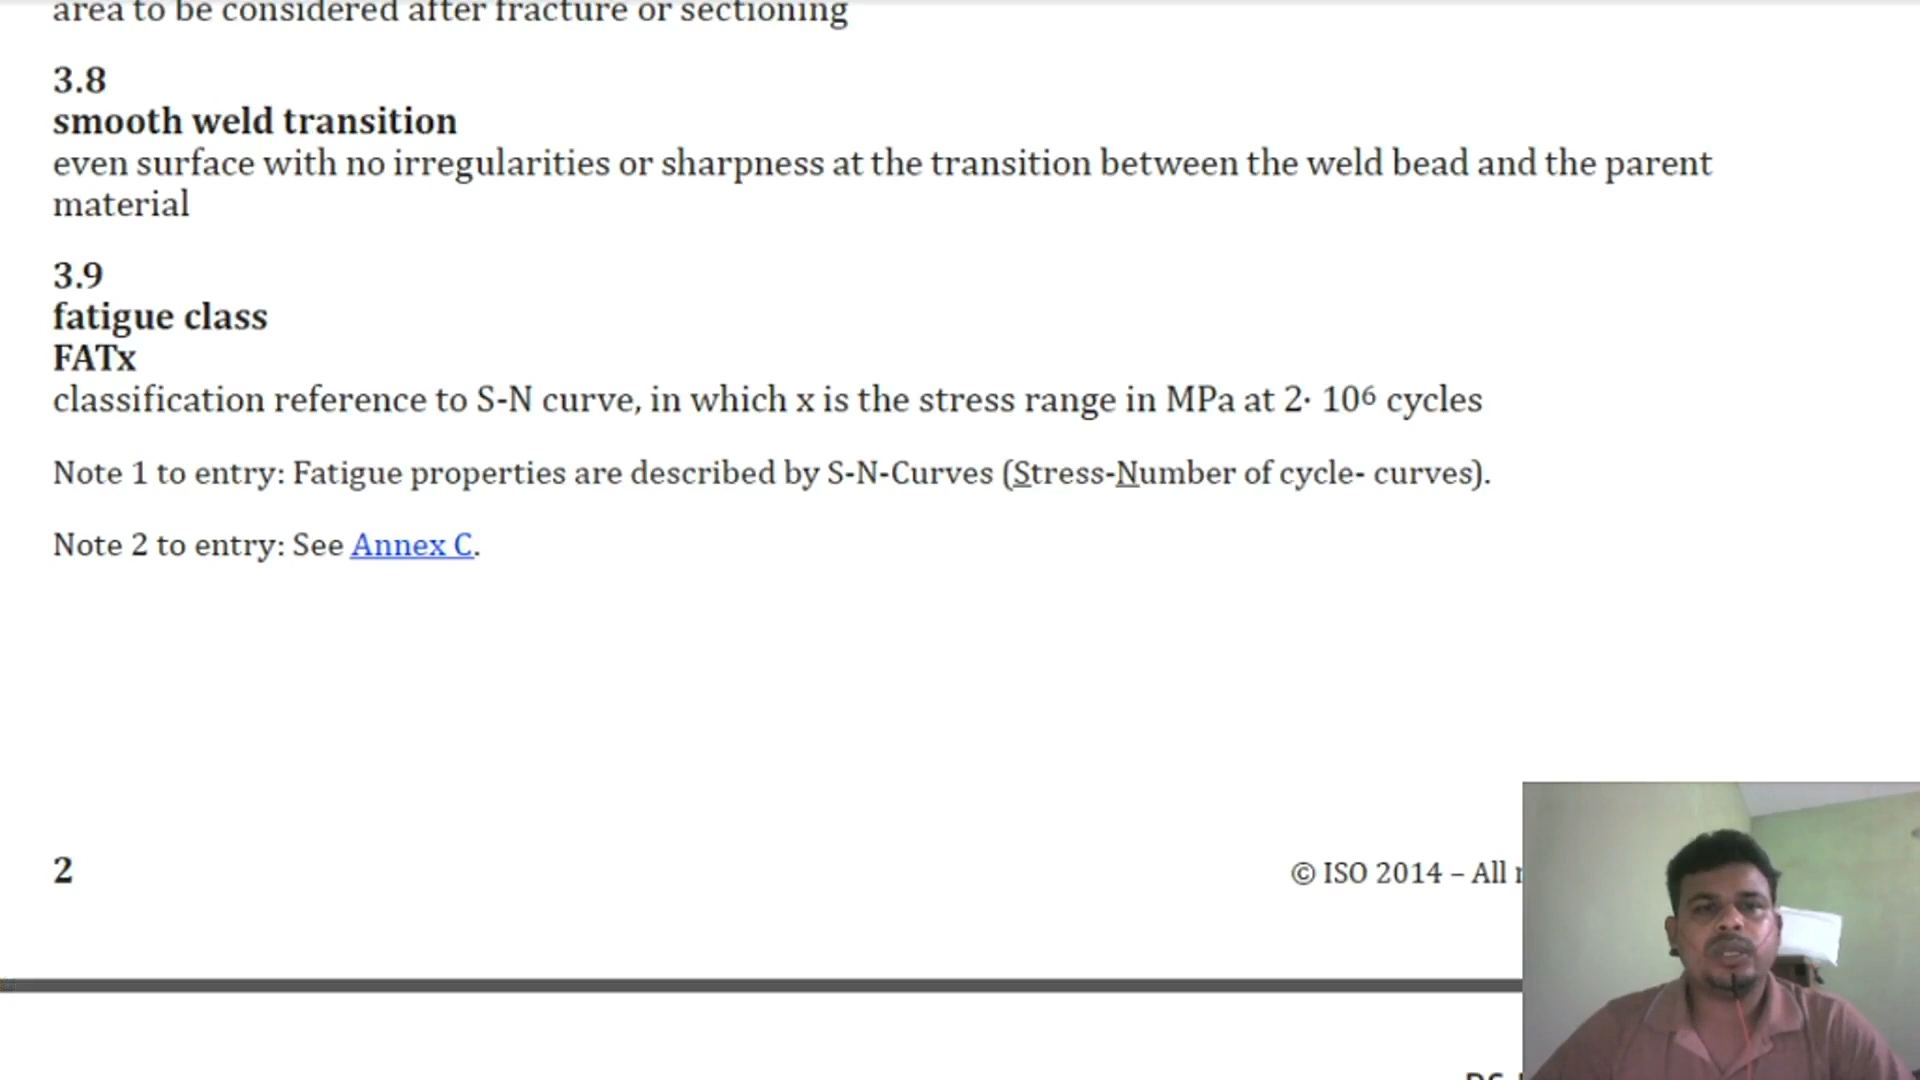 area to be considered after fracture or sectioning
3.8
smooth weld transition
even surface with no irregularities or sharpness at the transition between the weld bead and the parent
material
3.9
fatigue class
FATx
classification reference to S-N curve, in which x is the stress range in MPa at 2· 10⁶ cycles
Note 1 to entry: Fatigue properties are described by S-N-Curves (Stress-Number of cycle- curves).
Note 2 to entry: See Annex C.
2
© ISO 2014 – All